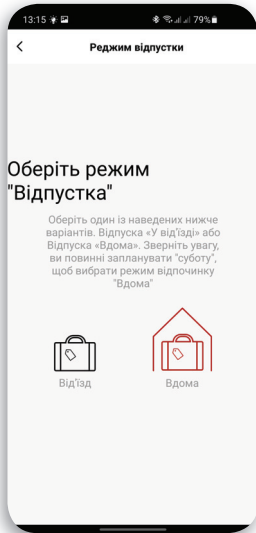 13:15 79%
Реджим відпустки
Оберіть режим
"Відпустка"
Оберіть один із наведених нижче
варіантів. Відпуска «У від'їзді» або
Відпуска «Вдома». Зверніть увагу,
ви повинні запланувати "суботу",
щоб вибрати режим відпочинку
"Вдома"
Від'їзд Вдома